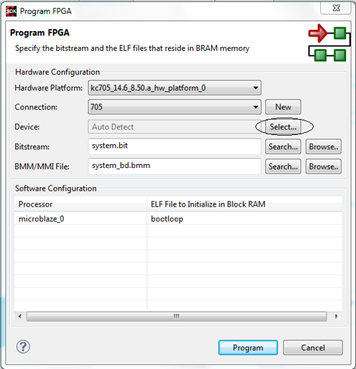 Program FPGA
Program FPGA
Specify the bitstream and the ELF files that reside in BRAM memory
Hardware Configuration
Hardware Platform: kc705_14.6_8.50.a_hw_platform_0
Connection: 705 New
Device: Auto Detect Select...
Bitstream: system.bit Search... Browse..
BMM/MMI File: system_bd.bmm Search... Browse..
Software Configuration
Processor ELF File to Initialize in Block RAM
microblaze_0 bootloop
? Program Cancel